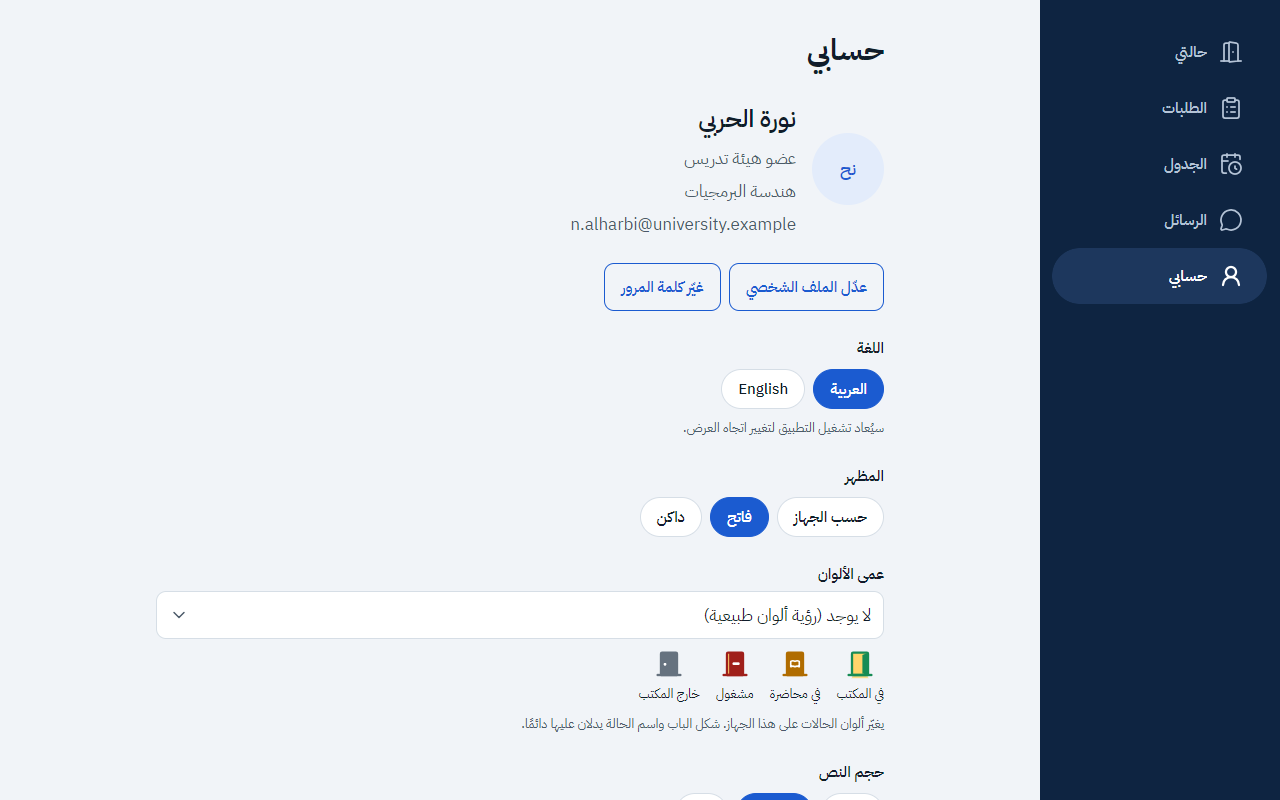 حالتي
الطلبات
الجدول
الرسائل
حسابي
حسابي
نح
نورة الحربي
عضو هيئة تدريس
هندسة البرمجيات
n.alharbi@university.example
عدّل الملف الشخصي
غيّر كلمة المرور
اللغة
العربية
English
سيُعاد تشغيل التطبيق لتغيير اتجاه العرض.
المظهر
حسب الجهاز
فاتح
داكن
عمى الألوان
لا يوجد (رؤية ألوان طبيعية)
في المكتب
في محاضرة
مشغول
خارج المكتب
يغيّر ألوان الحالات على هذا الجهاز. شكل الباب واسم الحالة يدلان عليها دائمًا.
حجم النص